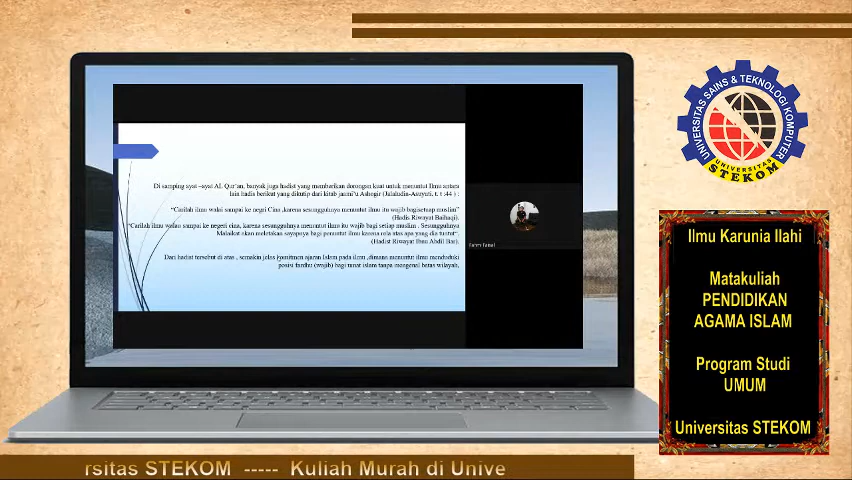 Di samping ayat –ayat AL Qur'an, banyak juga hadist yang memberikan dorongan kuat untuk menuntut Ilmu antara
lain hadis berikut yang dikutip dari kitab jami'u Ashogir (Jalaludin-Asuyuti, t. t :44 ) :
“Carilah ilmu walai sampai ke negri Cina ,karena sesungguhnya menuntut ilmu itu wajib bagisetuap muslim”
(Hadis Riwayat Baihaqi).
“Carilah ilmu walau sampai ke negeri cina, karena sesungguhnya menuntut ilmu itu wajib bagi setiap muslim . Sesungguhnya
Malaikat akan meletakan sayapnya bagi penuntut ilmu karena rela atas apa yang dia tuntut”.
(Hadist Riwayat Ibnu Abdil Bar).
Dari hadist tersebut di atas , semakin jelas komitmen ajaran Islam pada ilmu ,dimana menuntut ilmu menduduki
posisi fardhu (wajib) bagi umat islam tanpa mengenal batas wilayah,
UNIVERSITAS SAINS & TEKNOLOGI KOMPUTER
UNIVERSITAS
STEKOM
Ilmu Karunia Ilahi
Matakuliah
PENDIDIKAN
AGAMA ISLAM
Program Studi
UMUM
Universitas STEKOM
rsitas STEKOM ----- Kuliah Murah di Unive